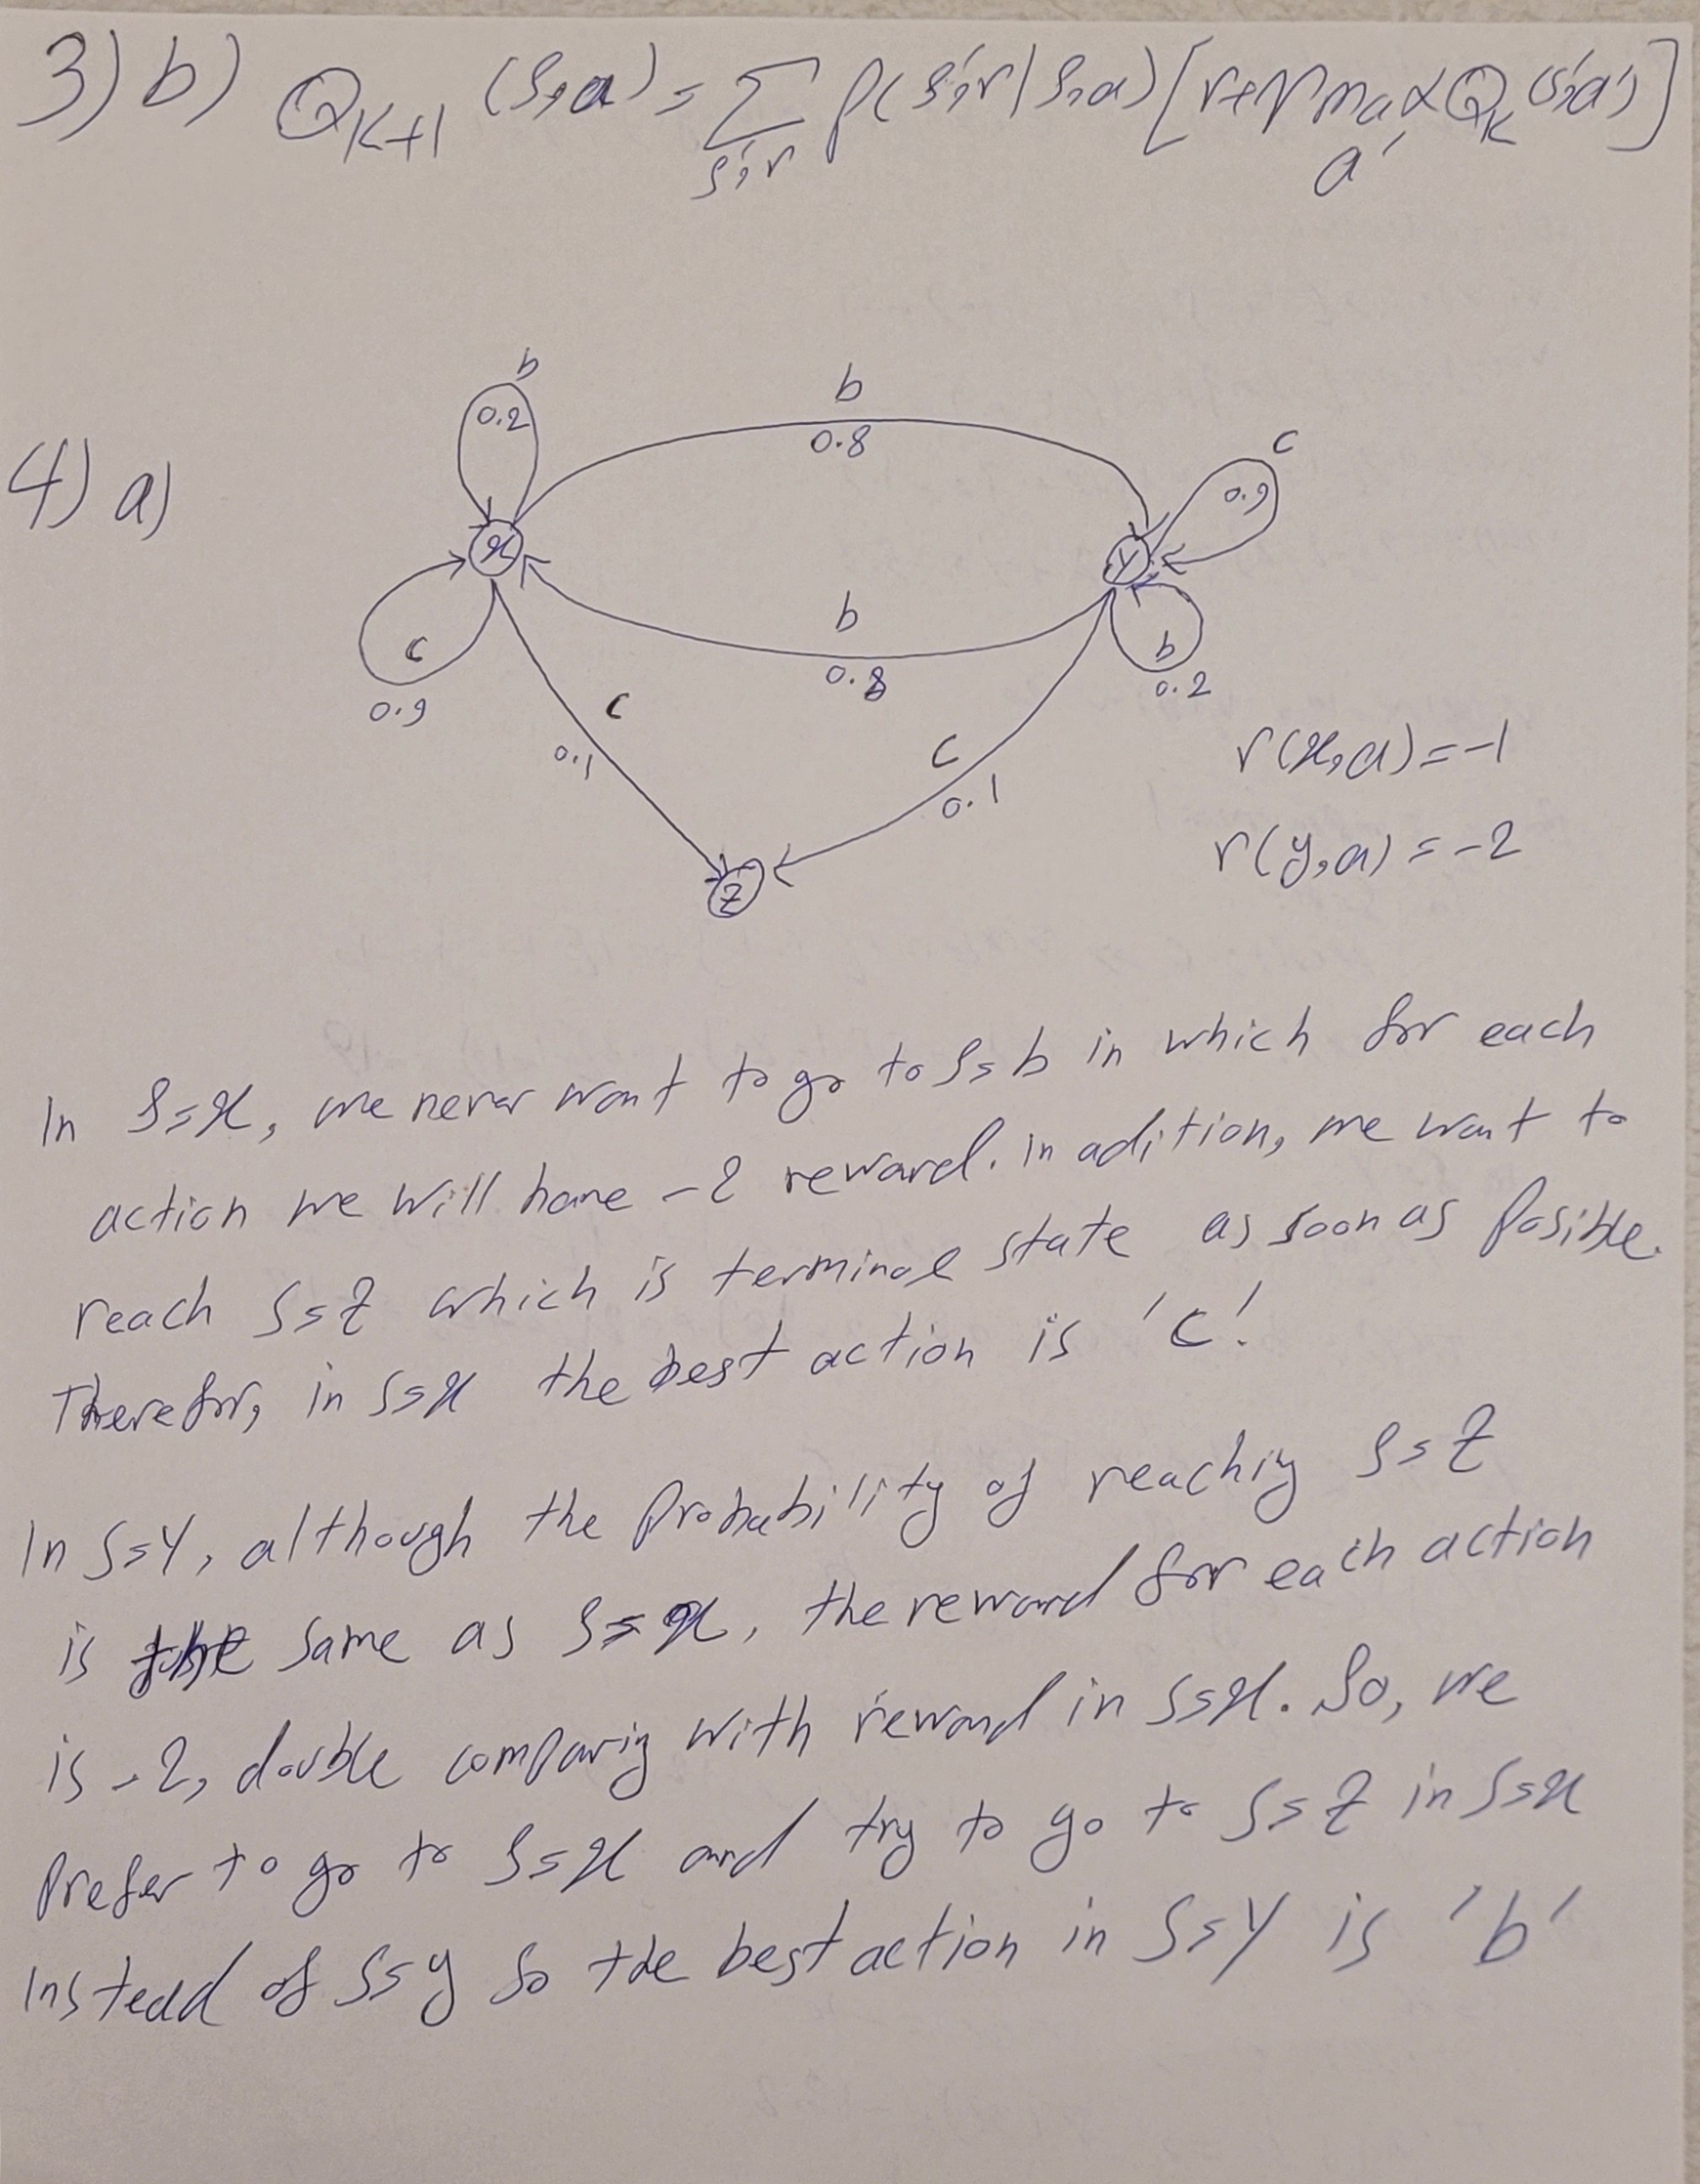 3) b) Q_{k+1} (s,a) = Σ_{s',r} p(s',r|s,a) [r+γ max_{a'} Q_k (s',a')]
b
0.2
b
0.8
c
0.9
4) a)
x
y
b
0.8
c
0.9
b
0.2
c
0.1
c
0.1
r(x,a) = -1
r(y,a) = -2
z
In S=x, we never want to go to S=b in which for each
action we will have -2 reward. in adition, we want to
reach S=z which is terminal state as soon as posible.
Therefor, in S=x the best action is 'c'.
In S=y, although the probability of reachig S=z
is the same as S=x, the reward for each action
is -2, double comparig with reward in S=x. So, we
prefer to go to S=x and try to go to S=z in S=x
instead of S=y so the best action in S=y is 'b'